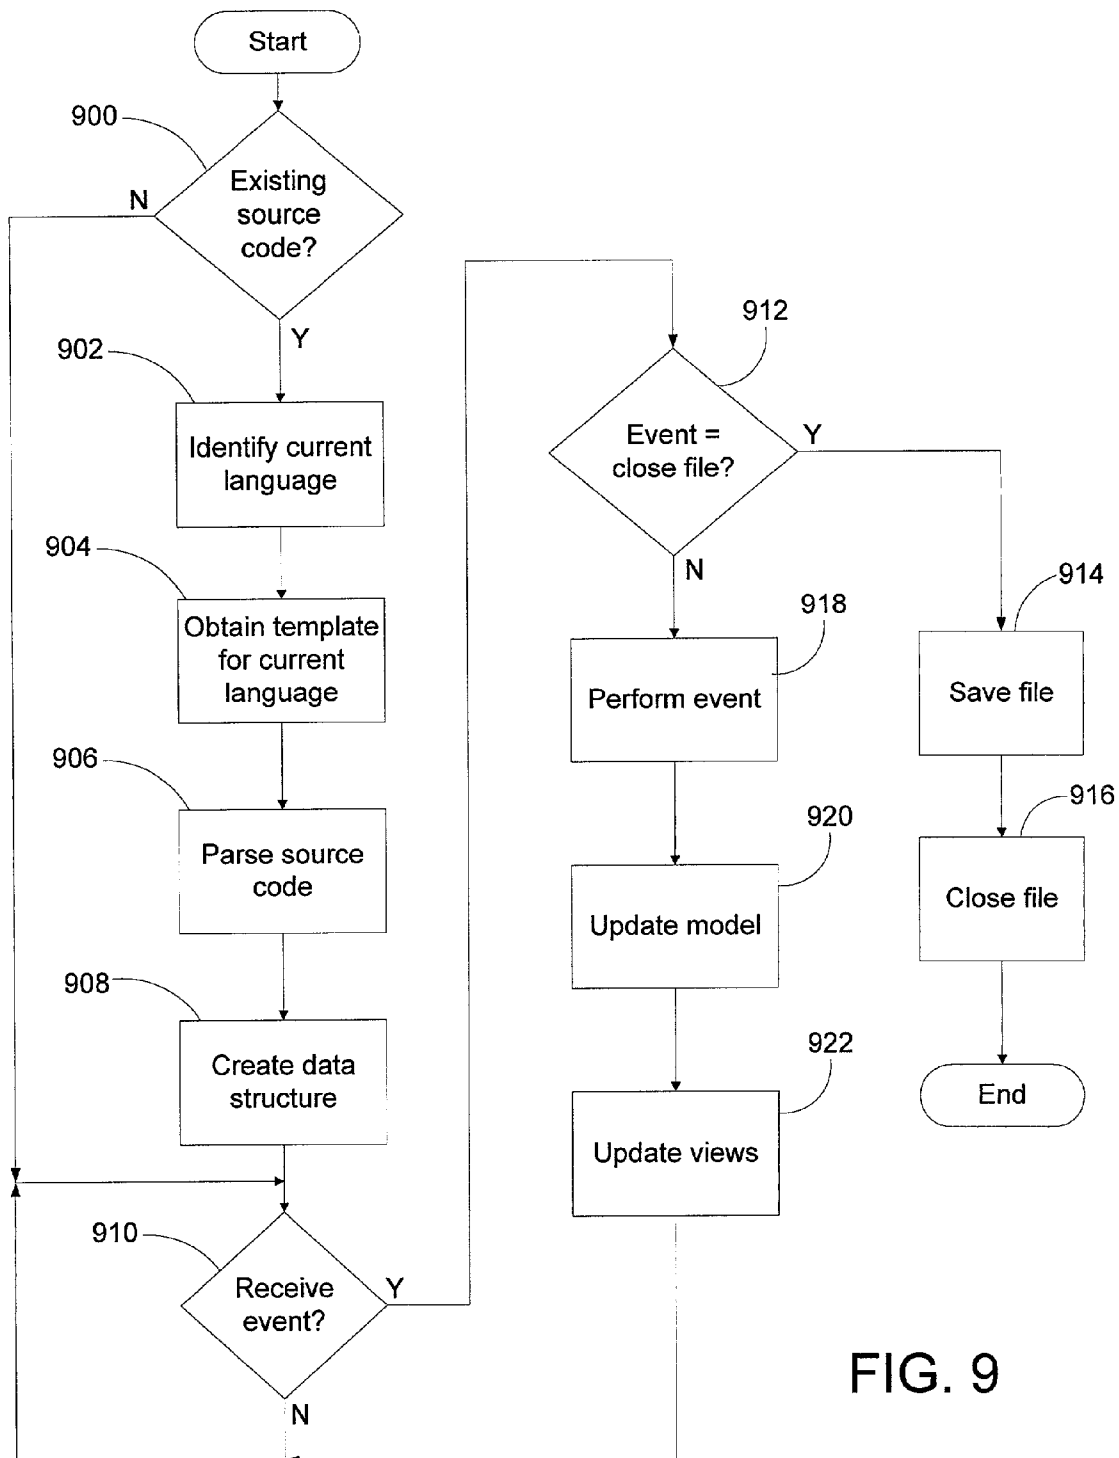 Start
900
Existing
source
code?
N
Y
902
Identify current
language
904
Obtain template
for current
language
906
Parse source
code
908
Create data
structure
910
Receive
event?
Y
N
912
Event =
close file?
Y
N
914
Save file
916
Close file
End
918
Perform event
920
Update model
922
Update views
FIG. 9